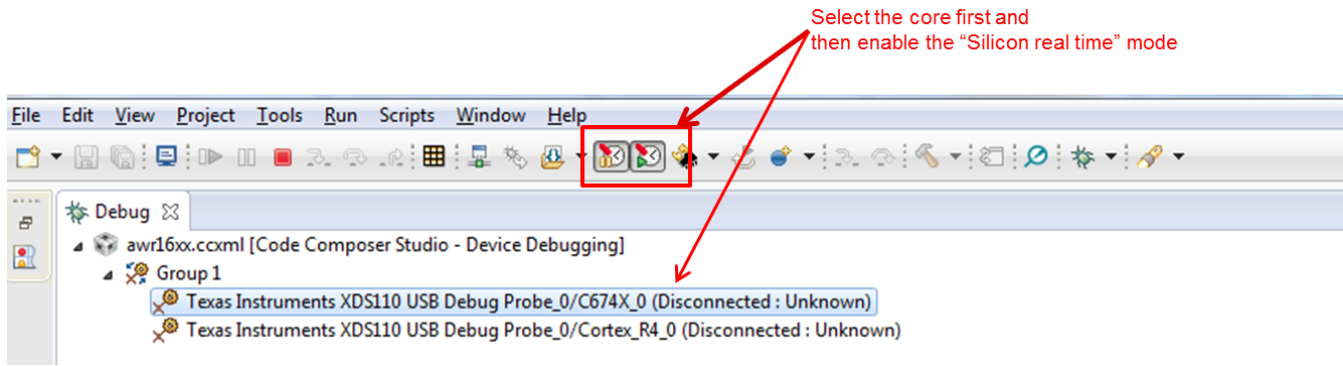 Select the core first and
then enable the “Silicon real time” mode
File Edit View Project Tools Run Scripts Window Help
Debug
awr16xx.ccxml [Code Composer Studio - Device Debugging]
Group 1
Texas Instruments XDS110 USB Debug Probe_0/C674X_0 (Disconnected : Unknown)
Texas Instruments XDS110 USB Debug Probe_0/Cortex_R4_0 (Disconnected : Unknown)